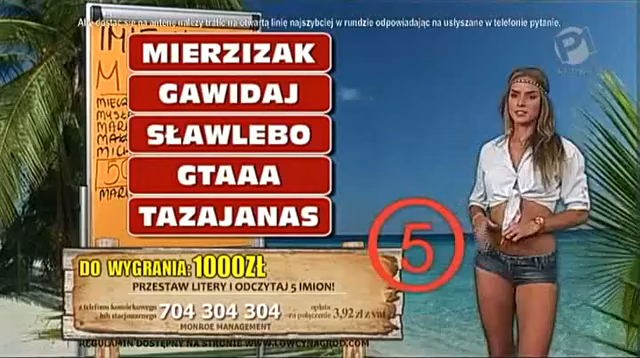 Aby dostać się na antenę należy trafić na otwartą linię najszybciej w rundzie odpowiadając na usłyszane w telefonie pytanie.
IMIE
M
MIERZIZAK
GAWIDAJ
SŁAWLEBO
GTAAA
TAZAJANAS
5
DO WYGRANIA: 1000ZŁ
PRZESTAW LITERY I ODCZYTAJ 5 IMION!
z telefonu komórkowego
lub stacjonarnego
704 304 304
opłata
za połączenie 3,92 zł z vat
MONROE MANAGEMENT
REGULAMIN DOSTĘPNY NA STRONIE WWW.LOWCYNAGROD.COM